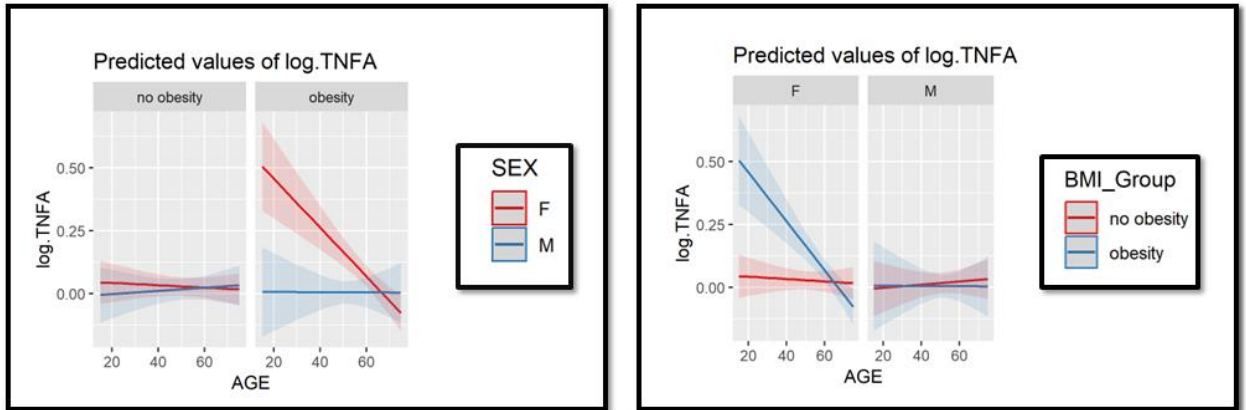 Predicted values of log.TNFA
no obesity obesity
0.50
0.25
0.00
log.TNFA
20 40 60 20 40 60
AGE
SEX
F
M
Predicted values of log.TNFA
F M
0.50
0.25
0.00
log.TNFA
20 40 60 20 40 60
AGE
BMI_Group
no obesity
obesity